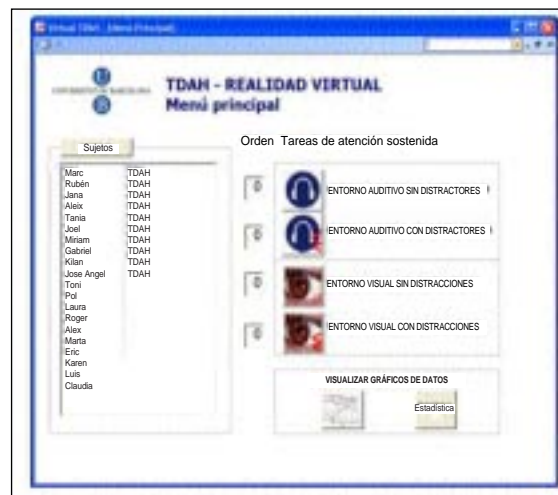 TDAH - REALIDAD VIRTUAL
Menú principal
Sujetos
Orden Tareas de atención sostenida
Marc TDAH
Rubén TDAH
Jana TDAH
Aleix TDAH
Tania TDAH
Joel TDAH
Miriam TDAH
Gabriel TDAH
Kilan TDAH
Jose Angel TDAH
Toni
Pol
Laura
Roger
Alex
Marta
Eric
Karen
Luis
Claudia
0 ENTORNO AUDITIVO SIN DISTRACTORES
0 ENTORNO AUDITIVO CON DISTRACTORES
0 ENTORNO VISUAL SIN DISTRACCIONES
0 ENTORNO VISUAL CON DISTRACCIONES
VISUALIZAR GRÁFICOS DE DATOS
Estadística